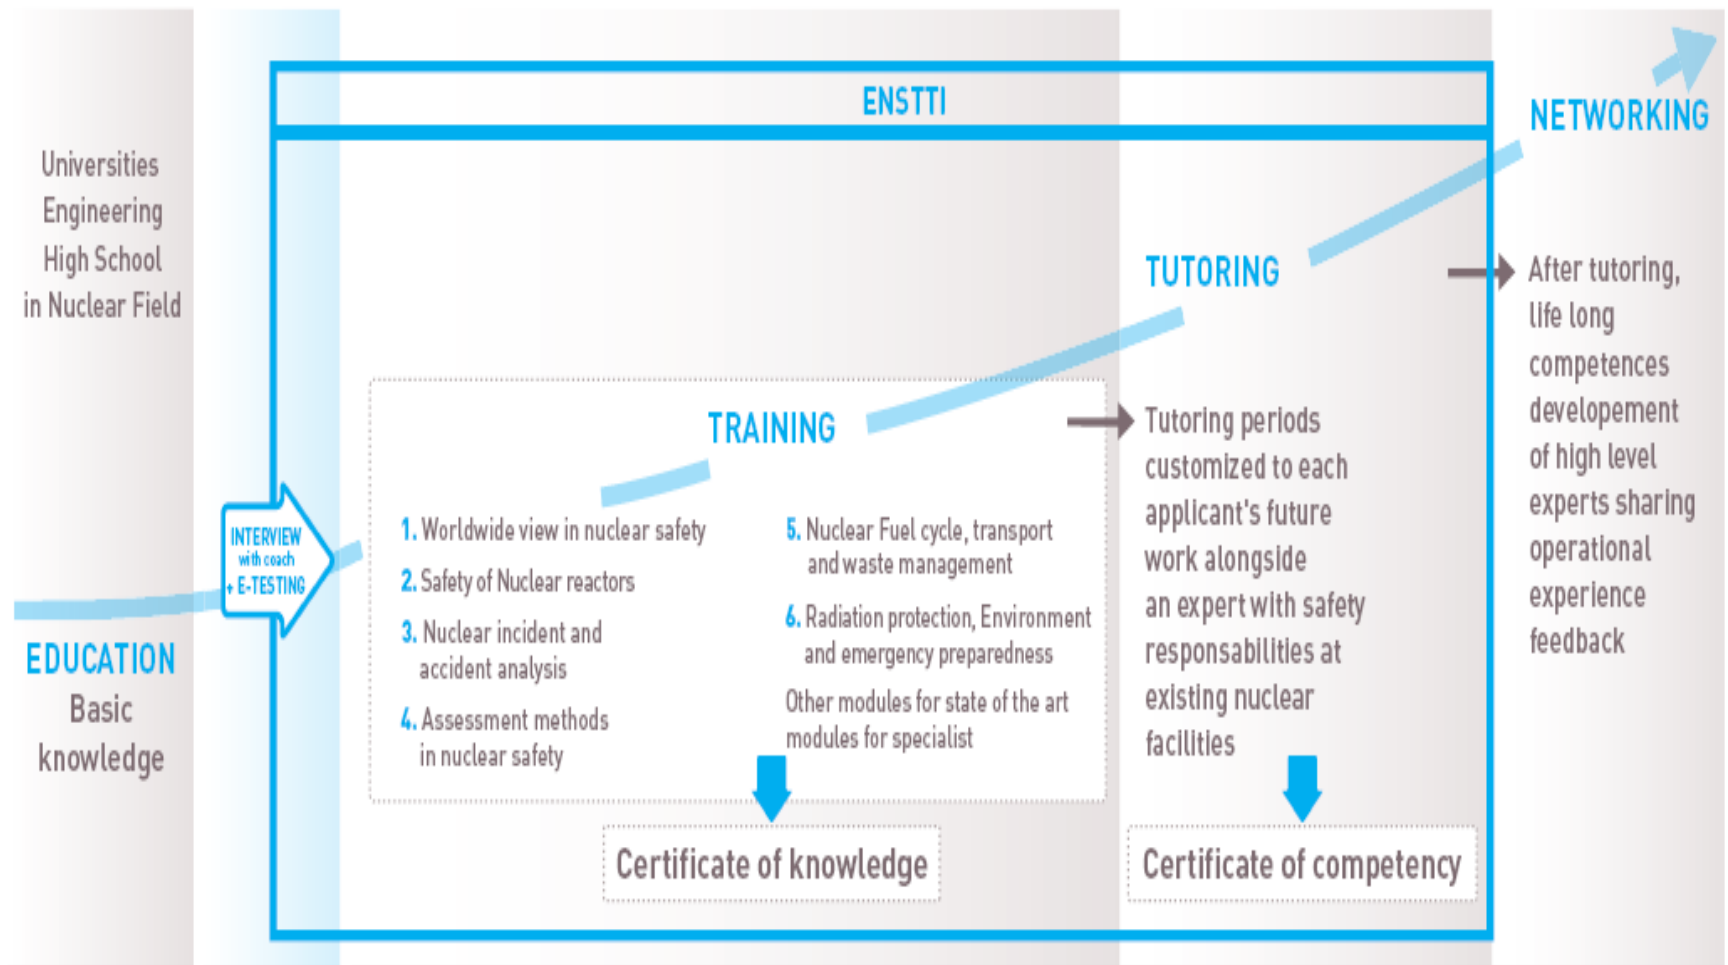 ENSTTI
Universities
Engineering
High School
in Nuclear Field
EDUCATION
Basic
knowledge
INTERVIEW
with coach
+ E-TESTING
TRAINING
1. Worldwide view in nuclear safety
2. Safety of Nuclear reactors
3. Nuclear incident and
accident analysis
4. Assessment methods
in nuclear safety
5. Nuclear Fuel cycle, transport
and waste management
6. Radiation protection, Environment
and emergency preparedness
Other modules for state of the art
modules for specialist
Certificate of knowledge
TUTORING
Tutoring periods
customized to each
applicant's future
work alongside
an expert with safety
responsabilities at
existing nuclear
facilities
Certificate of competency
NETWORKING
After tutoring,
life long
competences
developement
of high level
experts sharing
operational
experience
feedback